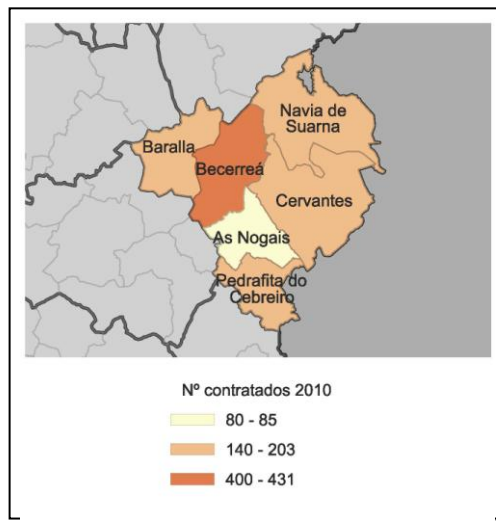 Navia de
Suarna
Baralla
Becerreá
Cervantes
As Nogais
Pedrafita do
Cebreiro
Nº contratados 2010
80 - 85
140 - 203
400 - 431